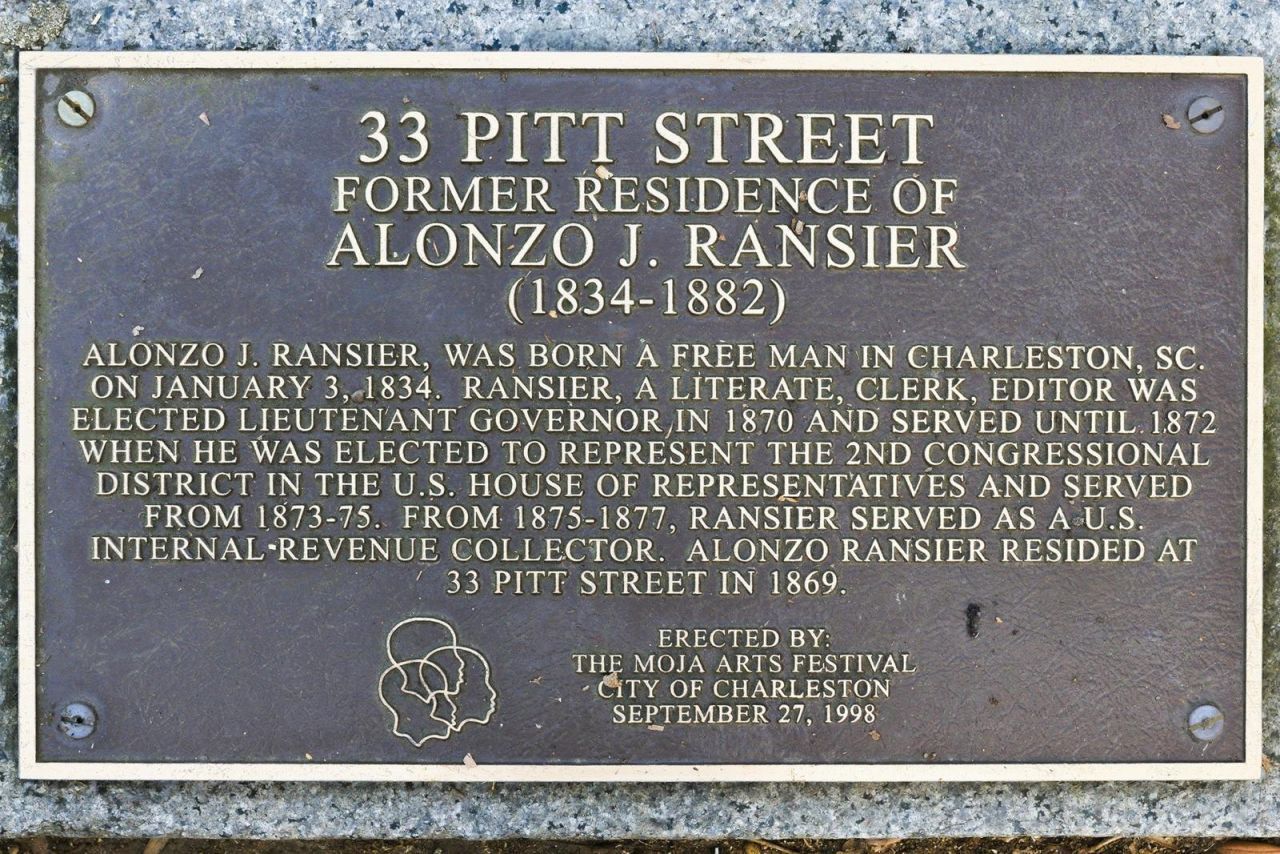 33 PITT STREET
FORMER RESIDENCE OF
ALONZO J. RANSIER
(1834-1882)
ALONZO J. RANSIER, WAS BORN A FREE MAN IN CHARLESTON, SC.
ON JANUARY 3, 1834. RANSIER, A LITERATE, CLERK, EDITOR WAS
ELECTED LIEUTENANT GOVERNOR IN 1870 AND SERVED UNTIL 1872
WHEN HE WAS ELECTED TO REPRESENT THE 2ND CONGRESSIONAL
DISTRICT IN THE U.S. HOUSE OF REPRESENTATIVES AND SERVED
FROM 1873-75. FROM 1875-1877, RANSIER SERVED AS A U.S.
INTERNAL REVENUE COLLECTOR. ALONZO RANSIER RESIDED AT
33 PITT STREET IN 1869.
ERECTED BY:
THE MOJA ARTS FESTIVAL
CITY OF CHARLESTON
SEPTEMBER 27, 1998